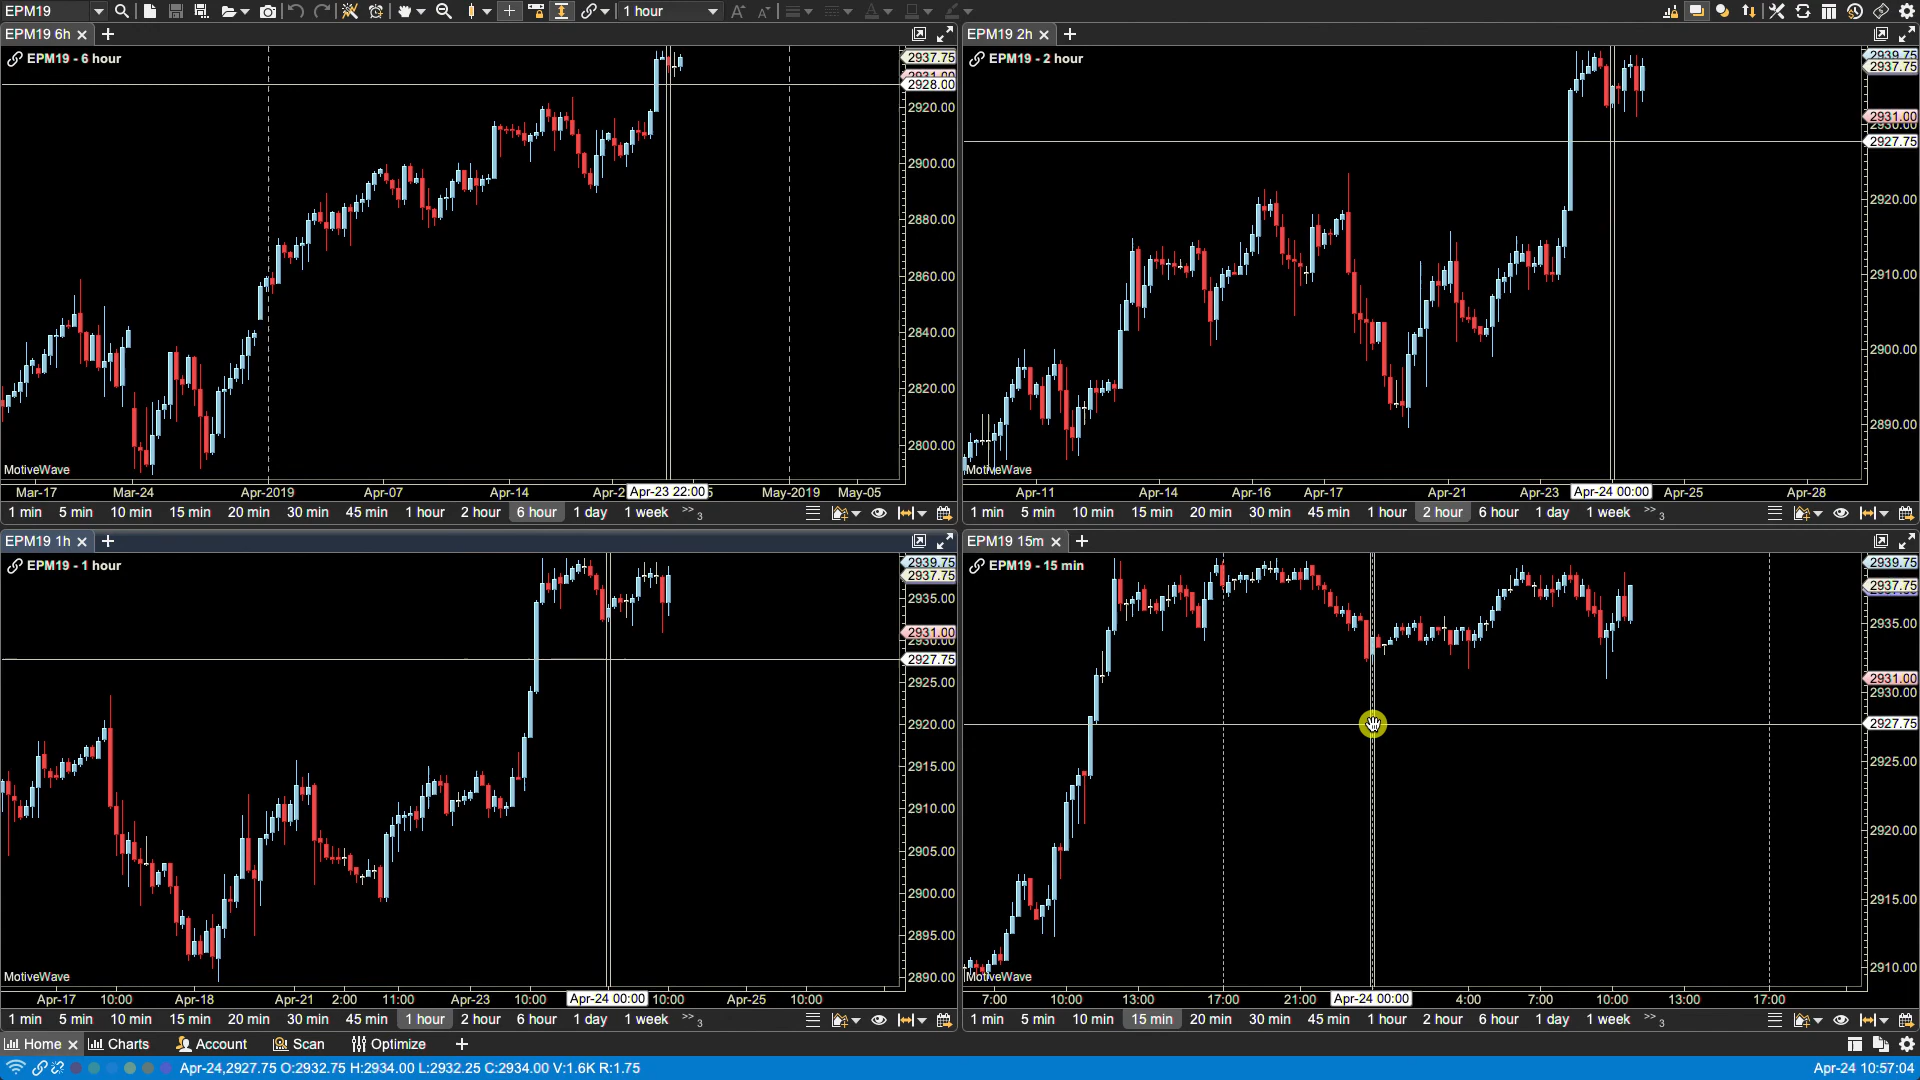 EPM19
1 hour
EPM19 6h
EPM19 - 6 hour
2937.75
2928.00
2920.00
2900.00
2880.00
2860.00
2840.00
2820.00
2800.00
MotiveWave
Mar-17 Mar-24 Apr-2019 Apr-07 Apr-14 Apr-2 Apr-23 22:00 May-2019 May-05
1 min 5 min 10 min 15 min 20 min 30 min 45 min 1 hour 2 hour 6 hour 1 day 1 week >> 3
EPM19 2h
EPM19 - 2 hour
2939.75
2937.75
2931.00
2930.00
2927.75
2920.00
2910.00
2900.00
2890.00
MotiveWave
Apr-11 Apr-14 Apr-16 Apr-17 Apr-21 Apr-23 Apr-24 00:00 Apr-25 Apr-28
1 min 5 min 10 min 15 min 20 min 30 min 45 min 1 hour 2 hour 6 hour 1 day 1 week >> 3
EPM19 1h
EPM19 - 1 hour
2939.75
2937.75
2935.00
2931.00
2930.00
2927.75
2925.00
2920.00
2915.00
2910.00
2905.00
2900.00
2895.00
2890.00
MotiveWave
Apr-17 10:00 Apr-18 Apr-21 2:00 11:00 Apr-23 10:00 Apr-24 00:00 10:00 Apr-25 10:00
1 min 5 min 10 min 15 min 20 min 30 min 45 min 1 hour 2 hour 6 hour 1 day 1 week >> 3
EPM19 15m
EPM19 - 15 min
2939.75
2937.75
2935.00
2931.00
2930.00
2927.75
2925.00
2920.00
2915.00
2910.00
MotiveWave
7:00 10:00 13:00 17:00 21:00 Apr-24 00:00 4:00 7:00 10:00 13:00 17:00
1 min 5 min 10 min 15 min 20 min 30 min 45 min 1 hour 2 hour 6 hour 1 day 1 week >> 3
Home Charts Account Scan Optimize
Apr-24,2927.75 O:2932.75 H:2934.00 L:2932.25 C:2934.00 V:1.6K R:1.75
Apr-24 10:57:04